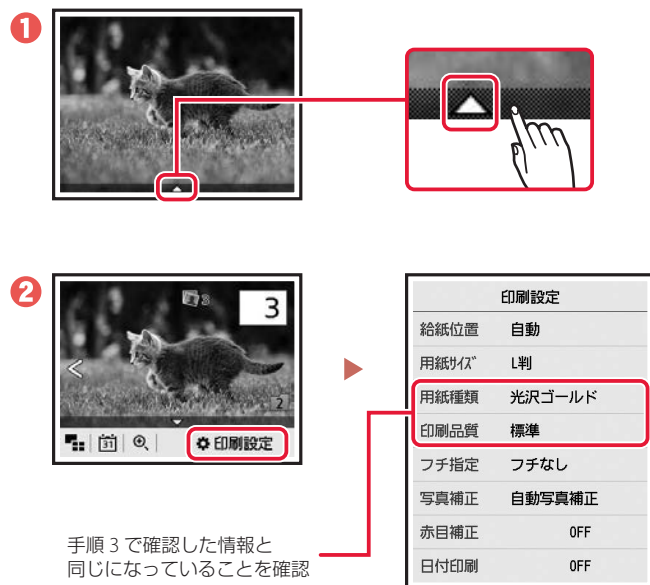 1
2
3
3
2
31
印刷設定
印刷設定
給紙位置 自動
用紙ｻｲｽﾞ L判
用紙種類 光沢ゴールド
印刷品質 標準
フチ指定 フチなし
写真補正 自動写真補正
赤目補正 OFF
日付印刷 OFF
手順 3 で確認した情報と
同じになっていることを確認